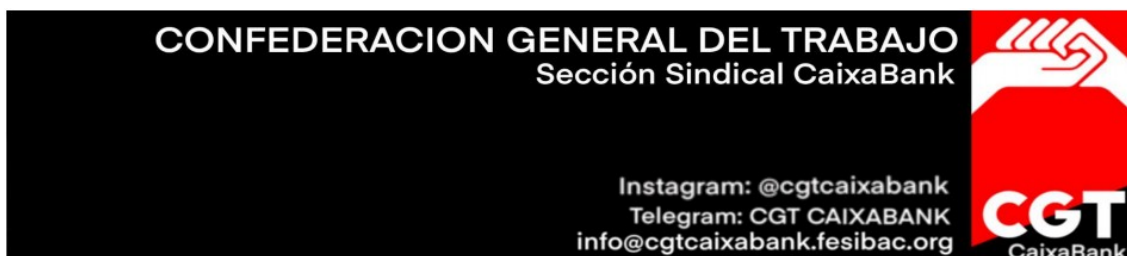 CONFEDERACION GENERAL DEL TRABAJO
Sección Sindical CaixaBank
Instagram: @cgtcaixabank
Telegram: CGT CAIXABANK
info@cgtcaixabank.fesibac.org
CGT
CaixaBank